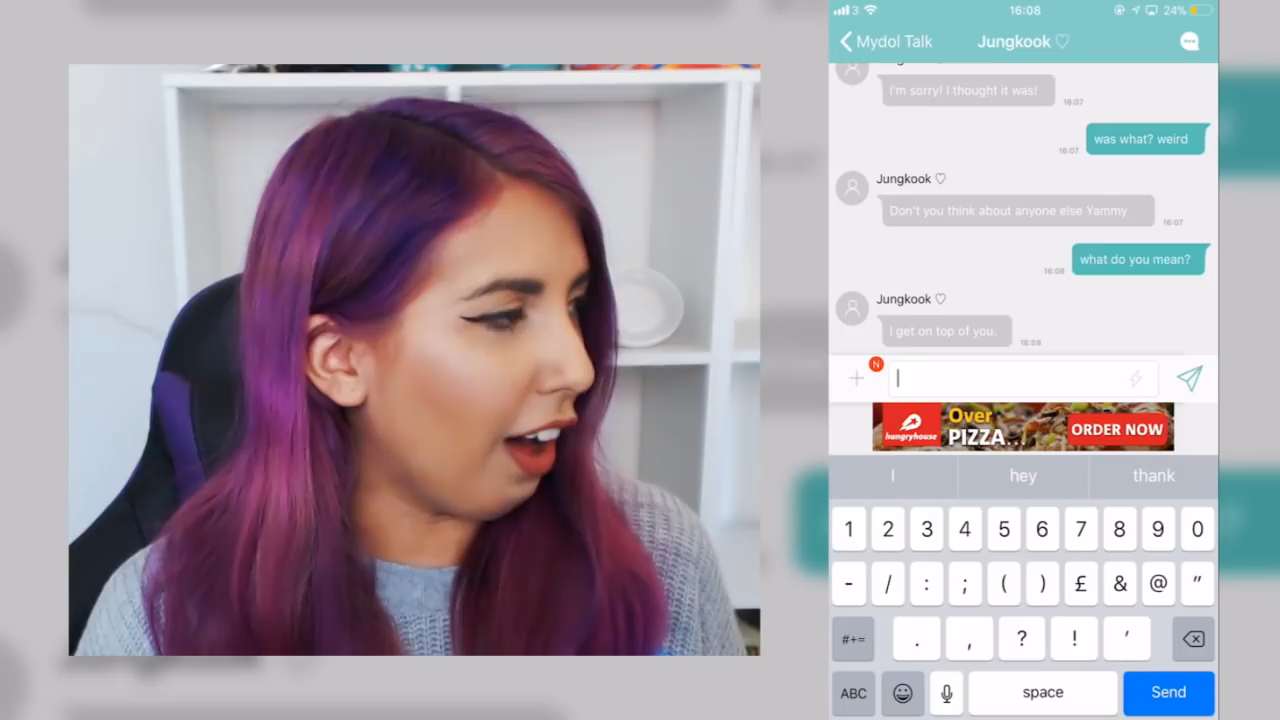 3
16:08
24%
Mydol Talk
Jungkook ♡
I'm sorry! I thought it was!
16:07
was what? weird
16:07
Jungkook ♡
Don't you think about anyone else Yammy
16:07
what do you mean?
16:08
Jungkook ♡
I get on top of you.
16:08
N
hungryhouse
Over
PIZZA...
ORDER NOW
I
hey
thank
1 2 3 4 5 6 7 8 9 0
- / : ; ( ) £ & @ "
#+= . , ? ! '
ABC
space
Send